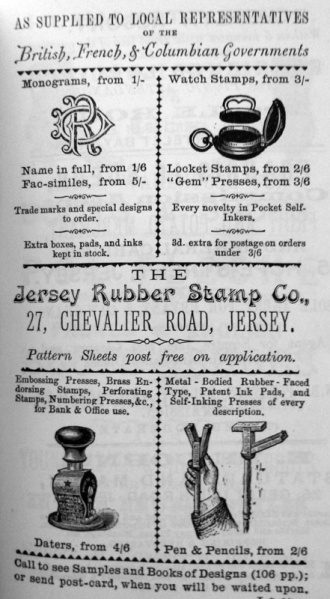 AS SUPPLIED TO LOCAL REPRESENTATIVES
OF THE
British, French, & Columbian Governments
Monograms, from 1/-
Name in full, from 1/6
Fac-similes, from 5/-
Trade marks and special designs
to order.
Extra boxes, pads, and inks
kept in stock.
Watch Stamps, from 3/-
Locket Stamps, from 2/6
"Gem" Presses, from 3/6
Every novelty in Pocket Self-
Inkers.
3d. extra for postage on orders
under 3/6
THE
Jersey Rubber Stamp Co.,
27, CHEVALIER ROAD, JERSEY.
Pattern Sheets post free on application.
Embossing Presses, Brass En-
dorsing Stamps, Perforating
Stamps, Numbering Presses, &c.,
for Bank & Office use.
Daters, from 4/6
Metal-Bodied Rubber-Faced
Type, Patent Ink Pads, and
Self-Inking Presses of every
description.
Pen & Pencils, from 2/6
Call to see Samples and Books of Designs (106 pp.);
or send post-card, when you will be waited upon.